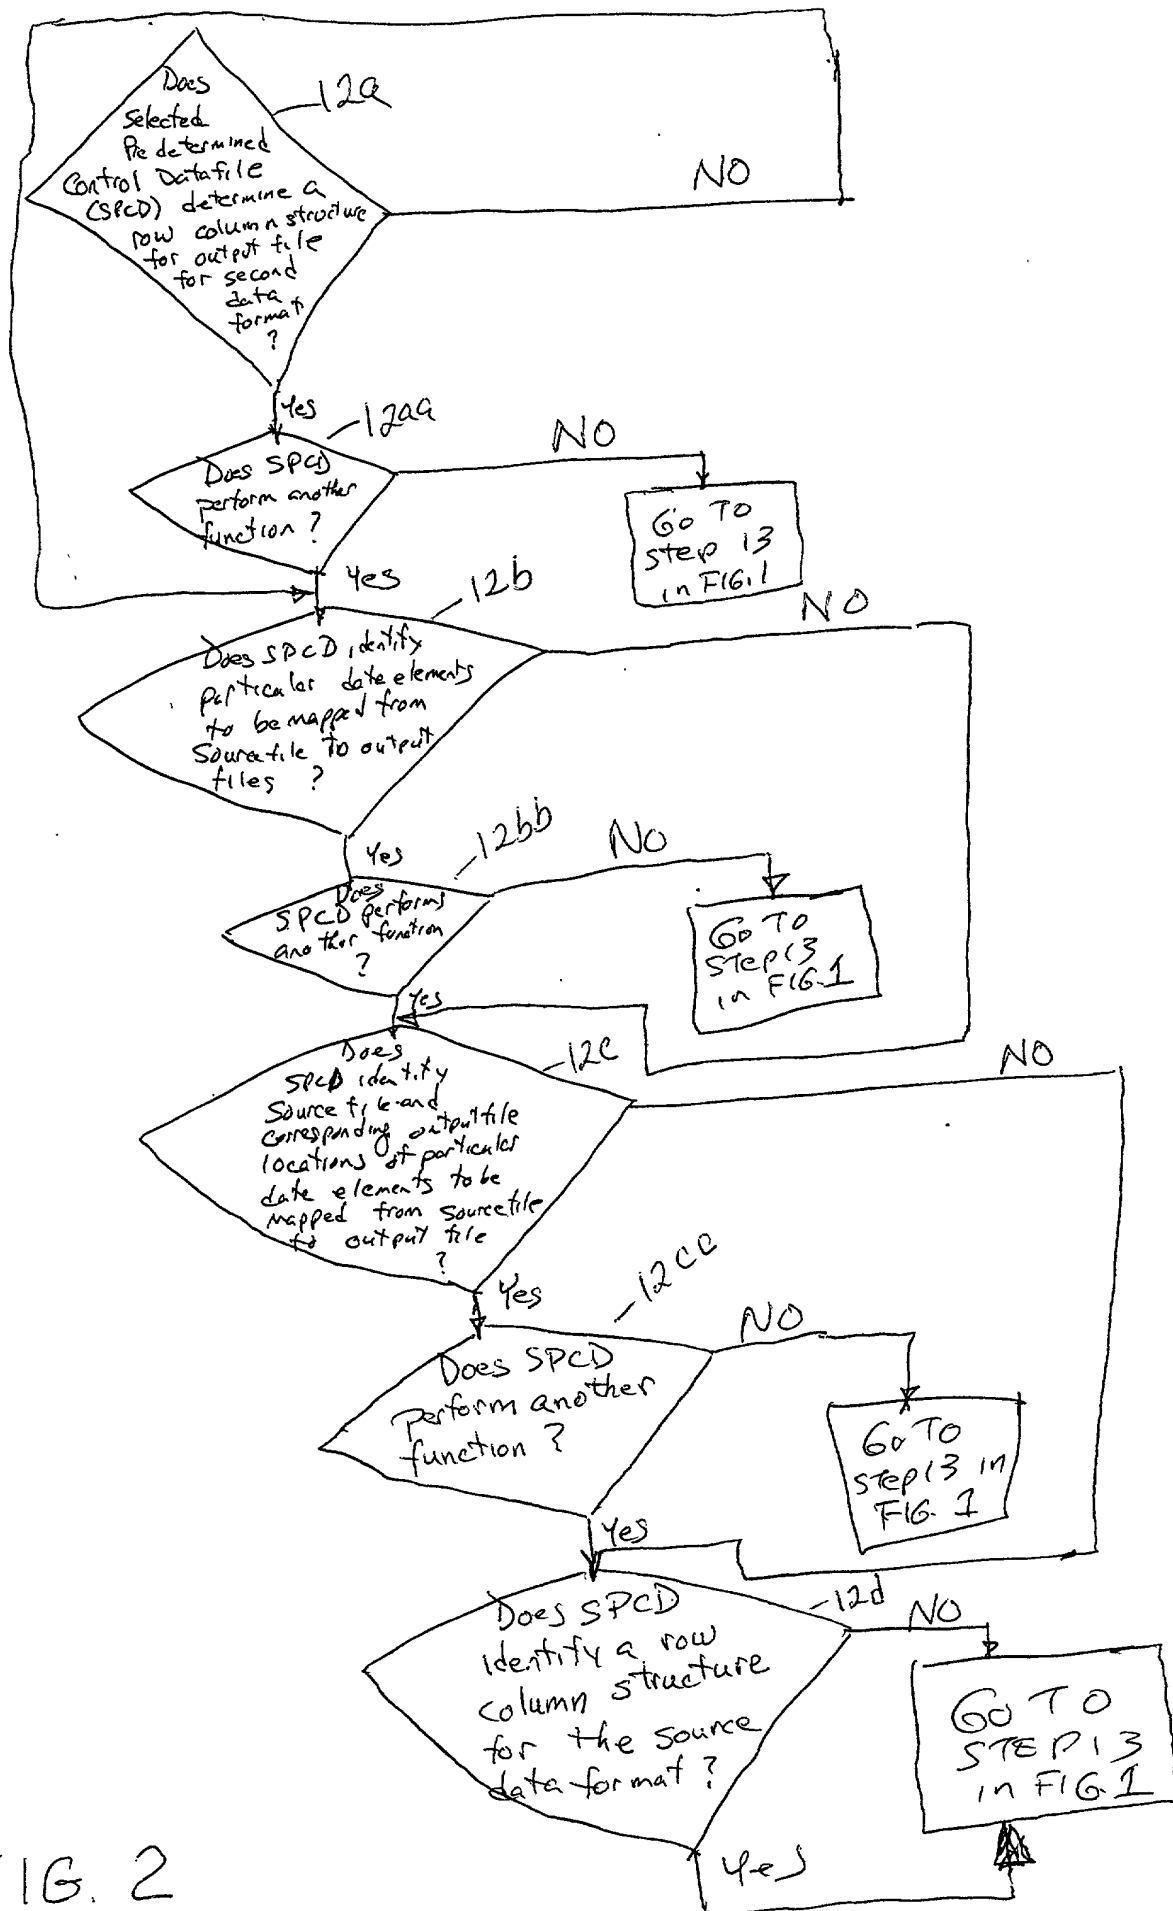 Does
Selected
Predetermined
Control Datafile
(SPCD) determine a
row column structure
for output file
for second
data
format
?
12a
NO
Yes
12aa
Does SPCD
perform another
function?
NO
Go TO
step 13
in FIG.1
Yes
12b
Does SPCD identify
particular date elements
to be mapped from
Source file to output
files ?
NO
Yes
12bb
Does
SPCD performs
another function
?
NO
Go TO
STEP 13
in FIG.1
Yes
12c
Does
SPCD identify
Source file and
corresponding output file
locations of particular
date elements to be
mapped from source file
to output file
?
NO
Yes
12cc
Does SPCD
perform another
function ?
NO
Go TO
step 13 in
FIG. 1
Yes
12d
Does SPCD
identify a row
column structure
for the source
data format ?
NO
GO TO
STEP 13
in FIG.1
Yes
FIG. 2